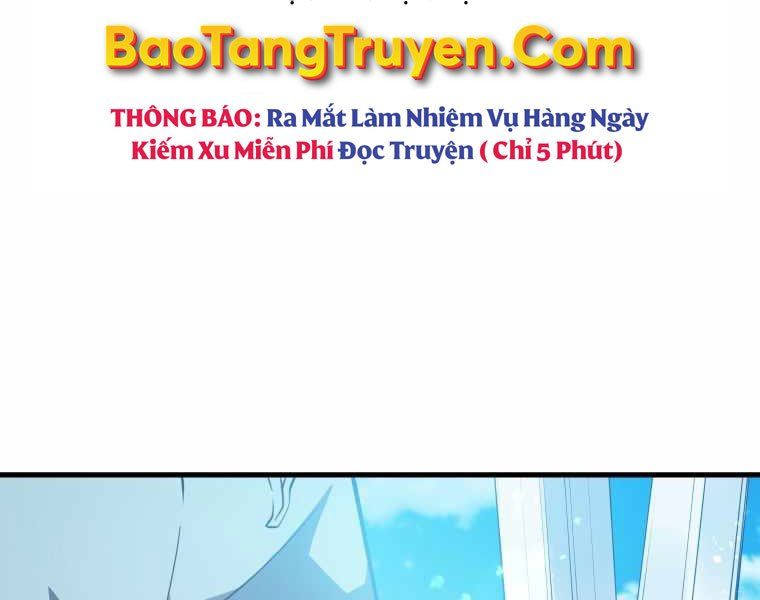 BaoTangTruyen.Com
THÔNG BÁO: Ra Mắt Làm Nhiệm Vụ Hàng Ngày
Kiếm Xu Miễn Phí Đọc Truyện ( Chỉ 5 Phút)